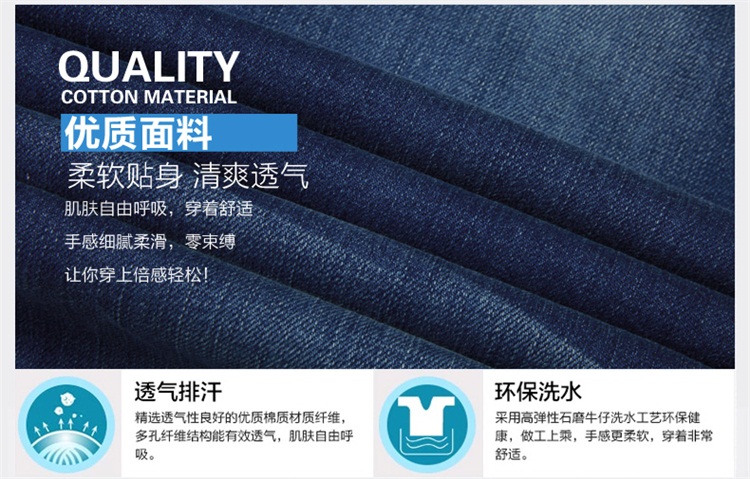 QUALITY
COTTON MATERIAL
优质面料
柔软贴身 清爽透气
肌肤自由呼吸，穿着舒适
手感细腻柔滑，零束缚
让你穿上倍感轻松！
透气排汗
精选透气性良好的优质棉质材质纤维，
多孔纤维结构能有效透气，肌肤自由呼
吸。
环保洗水
采用高弹性石磨牛仔洗水工艺环保健
康，做工上乘，手感更柔软，穿着非常
舒适。